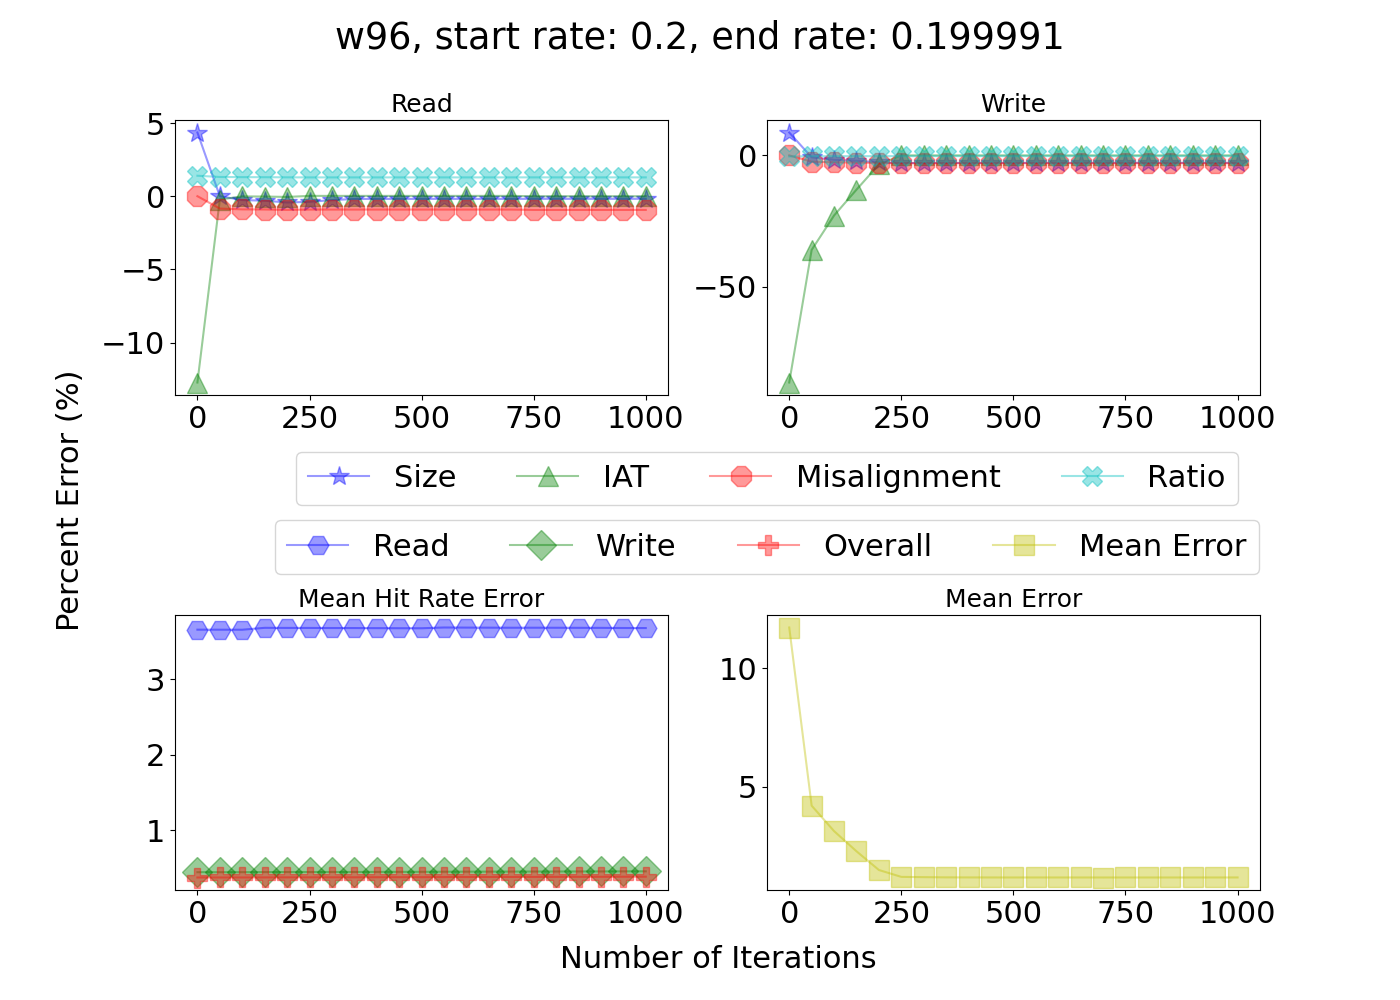 w96, start rate: 0.2, end rate: 0.199991
Read
Write
5
0
−5
−10
0 250 500 750 1000
0
−50
0 250 500 750 1000
Percent Error (%)
Size IAT Misalignment Ratio
Read Write Overall Mean Error
Mean Hit Rate Error
Mean Error
3
2
1
0 250 500 750 1000
10
5
0 250 500 750 1000
Number of Iterations